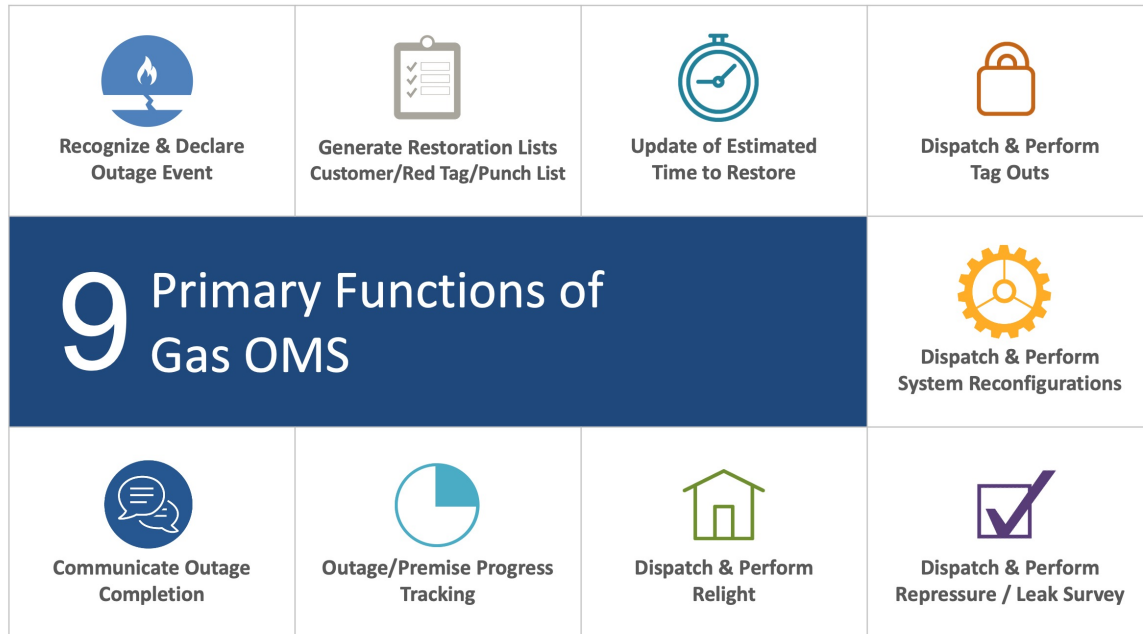 Recognize & Declare
Outage Event
Generate Restoration Lists
Customer/Red Tag/Punch List
Update of Estimated
Time to Restore
Dispatch & Perform
Tag Outs
9
Primary Functions of
Gas OMS
Dispatch & Perform
System Reconfigurations
Communicate Outage
Completion
Outage/Premise Progress
Tracking
Dispatch & Perform
Relight
Dispatch & Perform
Repressure / Leak Survey